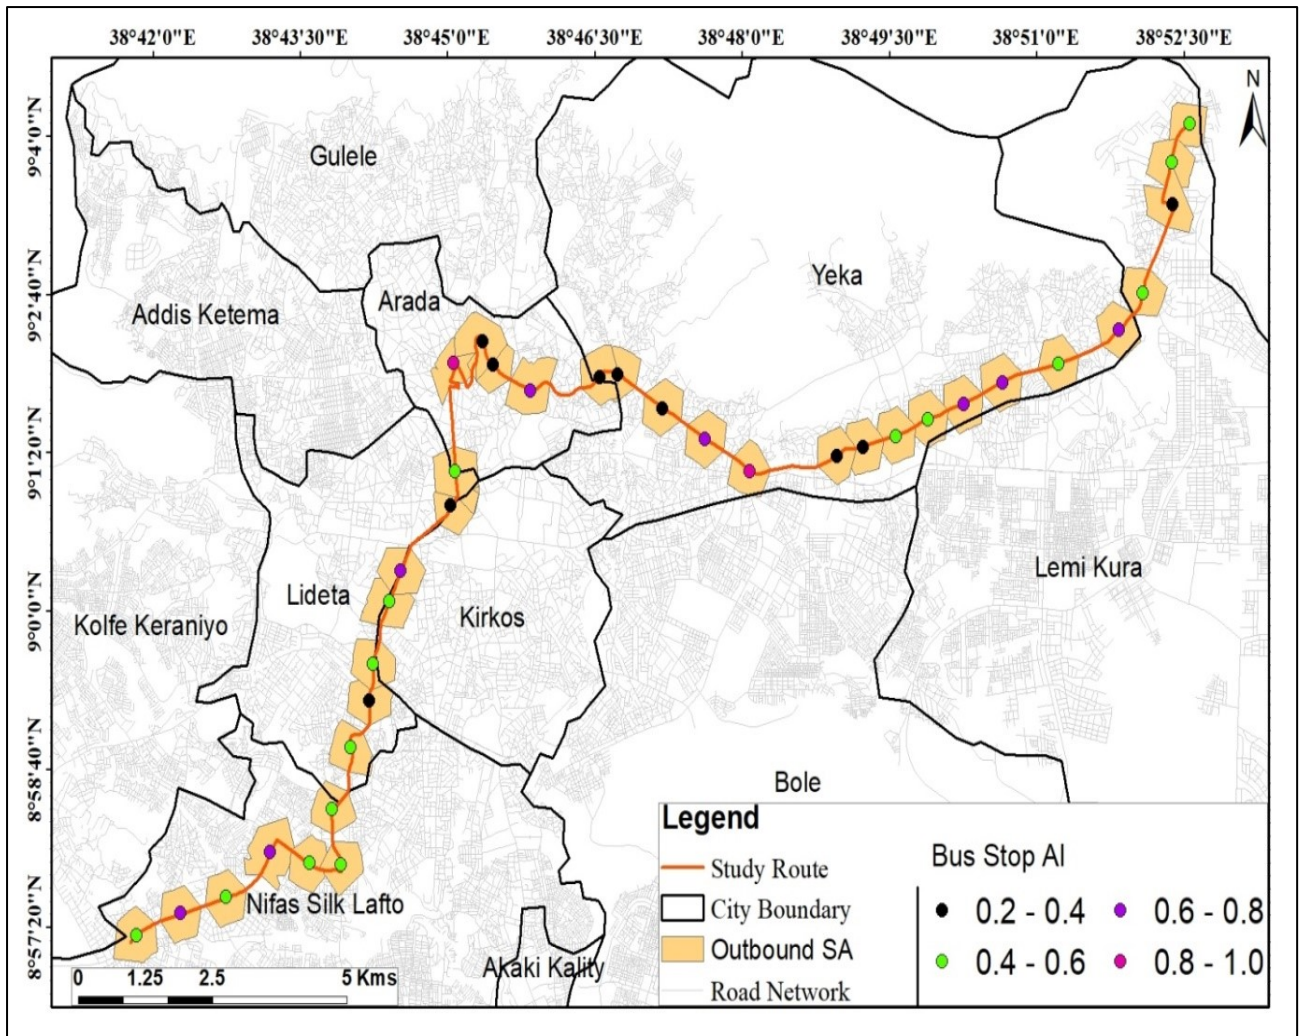 38°42'0"E 38°43'30"E 38°45'0"E 38°46'30"E 38°48'0"E 38°49'30"E 38°51'0"E 38°52'30"E
N
9°4'0"N
Gulele
Yeka
9°2'40"N
Arada
Addis Ketema
9°1'20"N
Lemi Kura
Lideta
9°0'0"N
Kirkos
Kolfe Keraniyo
8°58'40"N
Bole
Legend
Bus Stop AI
Study Route
Nifas Silk Lafto
City Boundary
0.2 - 0.4
0.6 - 0.8
8°57'20"N
Outbound SA
Akaki Kality
0.4 - 0.6
0.8 - 1.0
0 1.25 2.5 5 Kms
Road Network